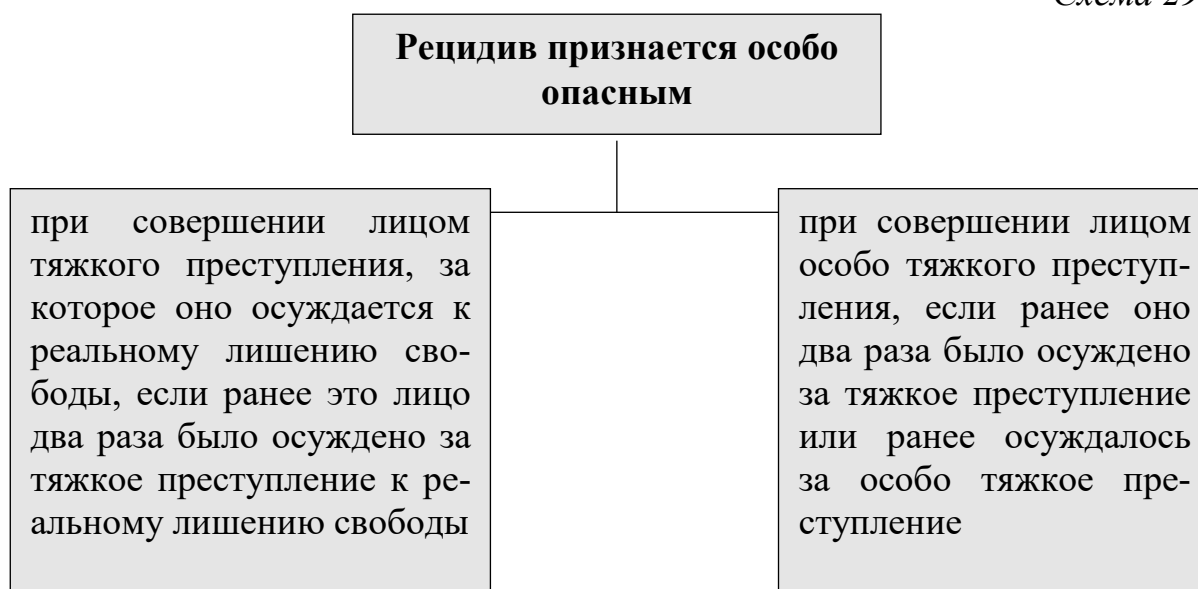 Схема 29
Рецидив признается особо
опасным
при совершении лицом
тяжкого преступления, за
которое оно осуждается к
реальному лишению сво-
боды, если ранее это лицо
два раза было осуждено за
тяжкое преступление к ре-
альному лишению свободы
при совершении лицом
особо тяжкого преступ-
ления, если ранее оно
два раза было осуждено
за тяжкое преступление
или ранее осуждалось
за особо тяжкое пре-
ступление